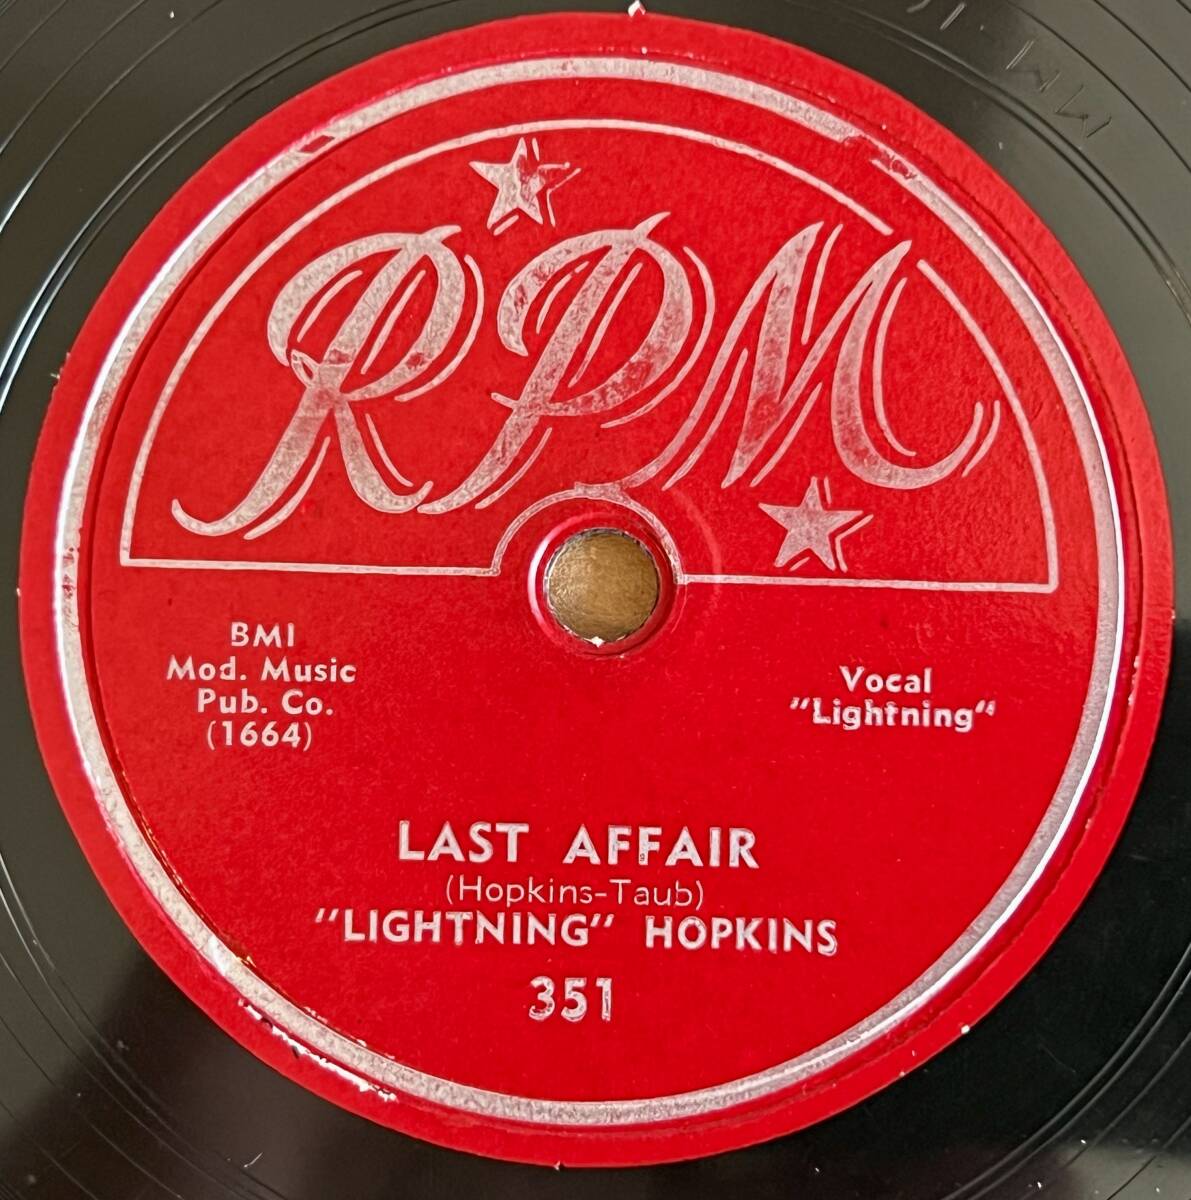 RPM
BMI
Mod. Music
Pub. Co.
(1664)
Vocal
"Lightning"
LAST AFFAIR
(Hopkins-Taub)
"LIGHTNING" HOPKINS
351